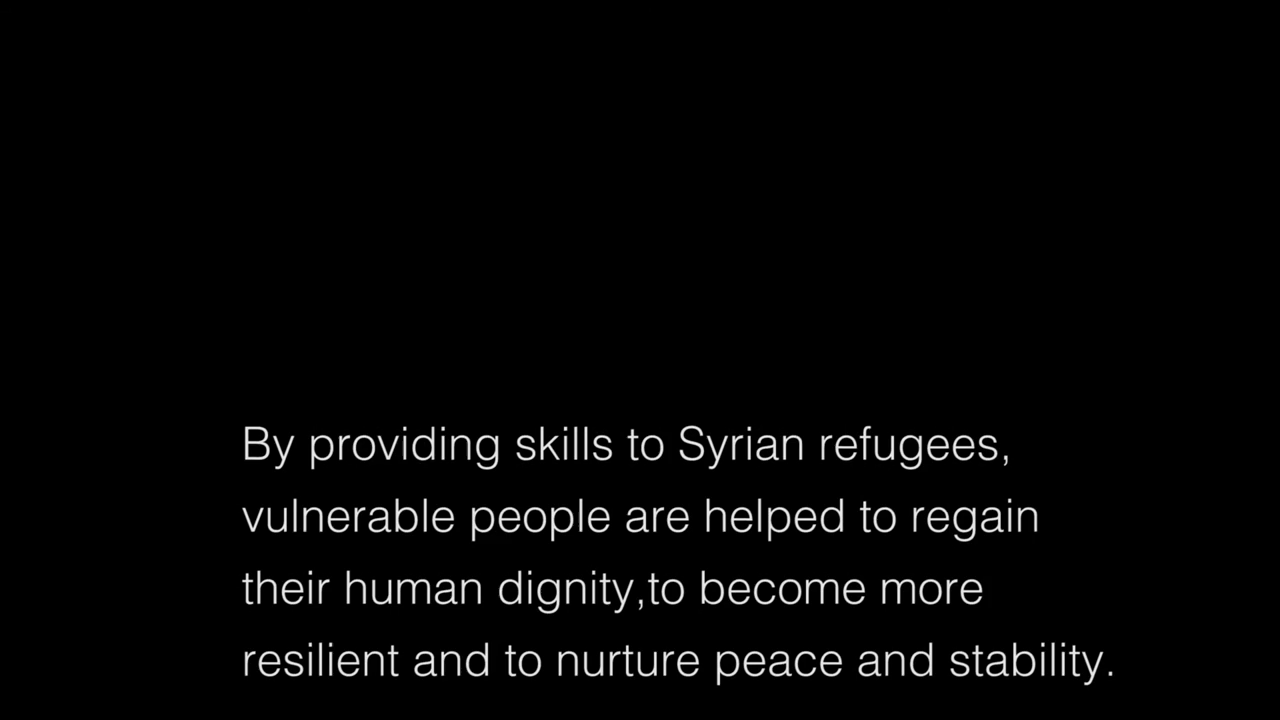 By providing skills to Syrian refugees,
vulnerable people are helped to regain
their human dignity,to become more
resilient and to nurture peace and stability.